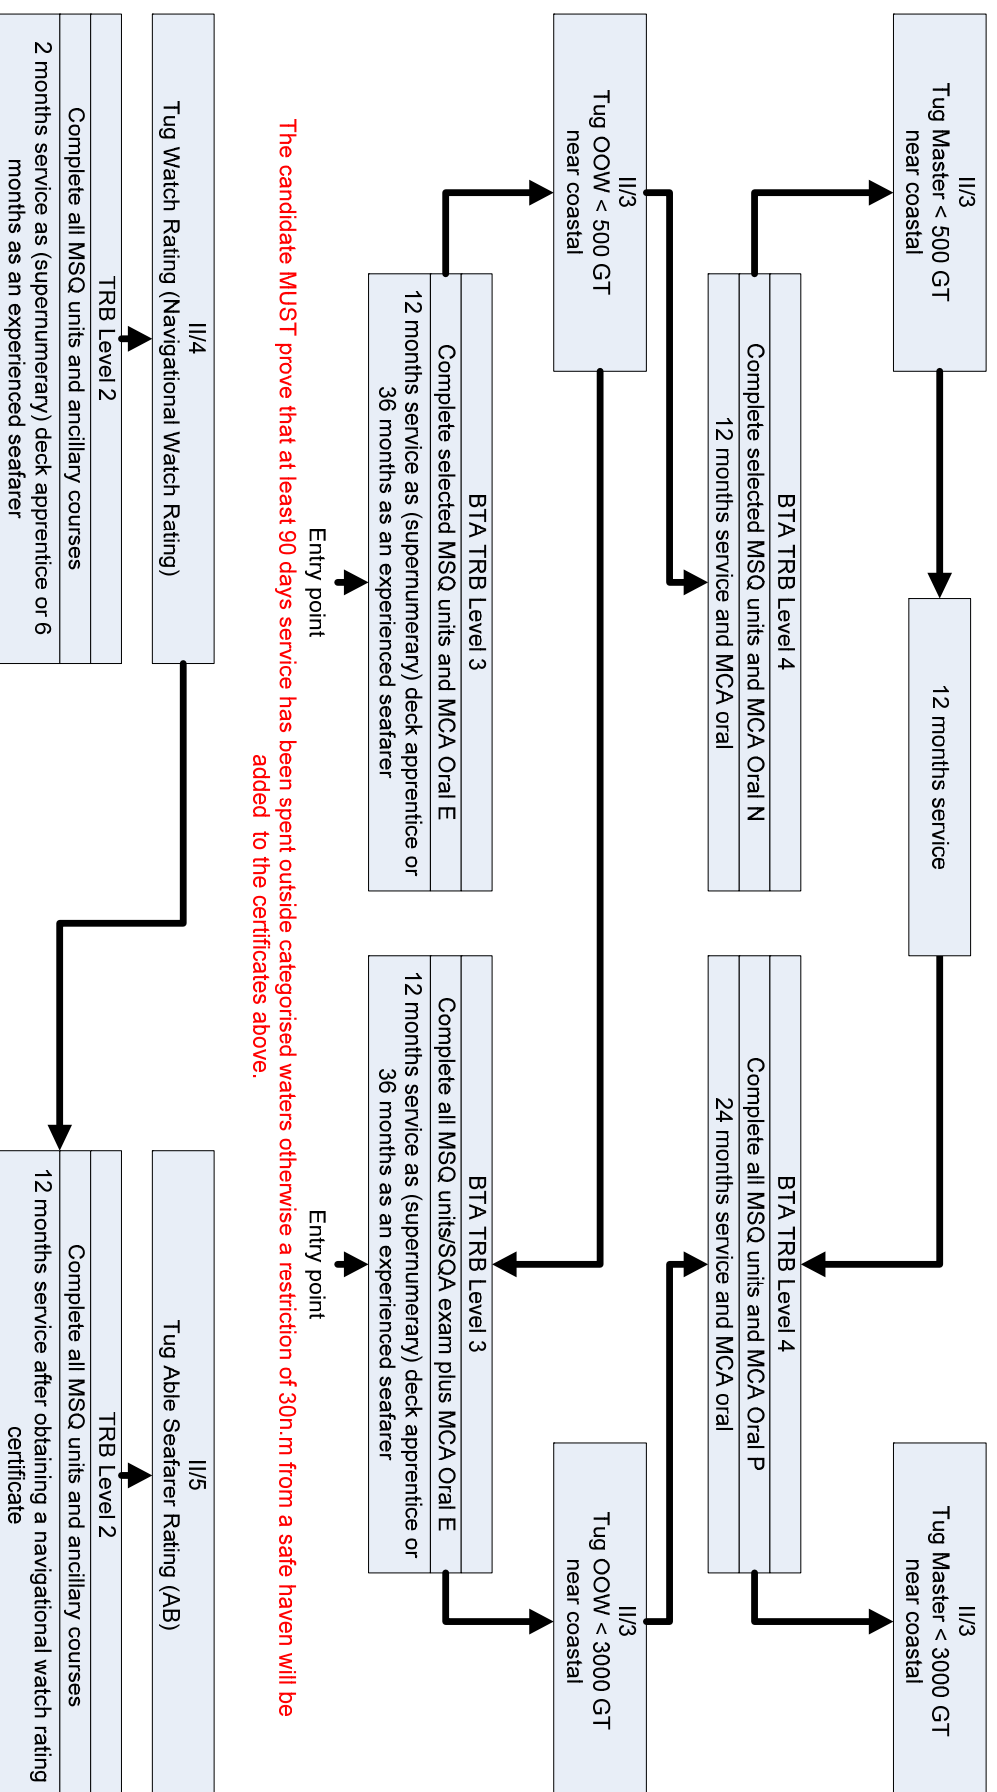 II/3
Tug Master < 500 GT
near coastal
12 months service
II/3
Tug Master < 3000 GT
near coastal
BTA TRB Level 4
Complete selected MSQ units and MCA Oral N
12 months service and MCA oral
BTA TRB Level 4
Complete all MSQ units and MCA Oral P
24 months service and MCA oral
II/3
Tug OOW < 500 GT
near coastal
II/3
Tug OOW < 3000 GT
near coastal
BTA TRB Level 3
Complete selected MSQ units and MCA Oral E
12 months service as (supernumerary) deck apprentice or
36 months as an experienced seafarer
BTA TRB Level 3
Complete all MSQ units/SQA exam plus MCA Oral E
12 months service as (supernumerary) deck apprentice or
36 months as an experienced seafarer
Entry point
Entry point
The candidate MUST prove that at least 90 days service has been spent outside categorised waters otherwise a restriction of 30n.m from a safe haven will be
added to the certificates above.
II/4
Tug Watch Rating (Navigational Watch Rating)
II/5
Tug Able Seafarer Rating (AB)
TRB Level 2
Complete all MSQ units and ancillary courses
2 months service as (supernumerary) deck apprentice or 6
months as an experienced seafarer
TRB Level 2
Complete all MSQ units and ancillary courses
12 months service after obtaining a navigational watch rating
certificate